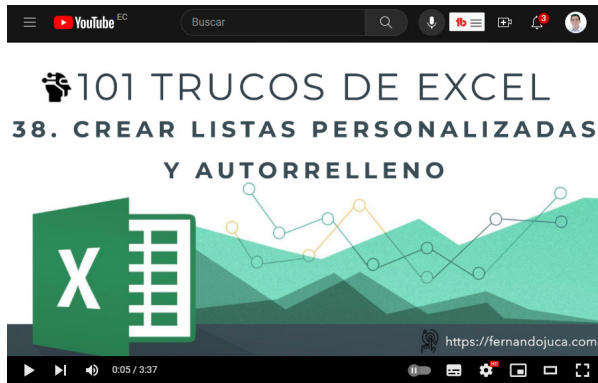 YouTube EC
Buscar
tb
3
101 TRUCOS DE EXCEL
38. CREAR LISTAS PERSONALIZADAS
Y AUTORRELLENO
X
https://fernandojuca.com
0:05 / 3:37
HD